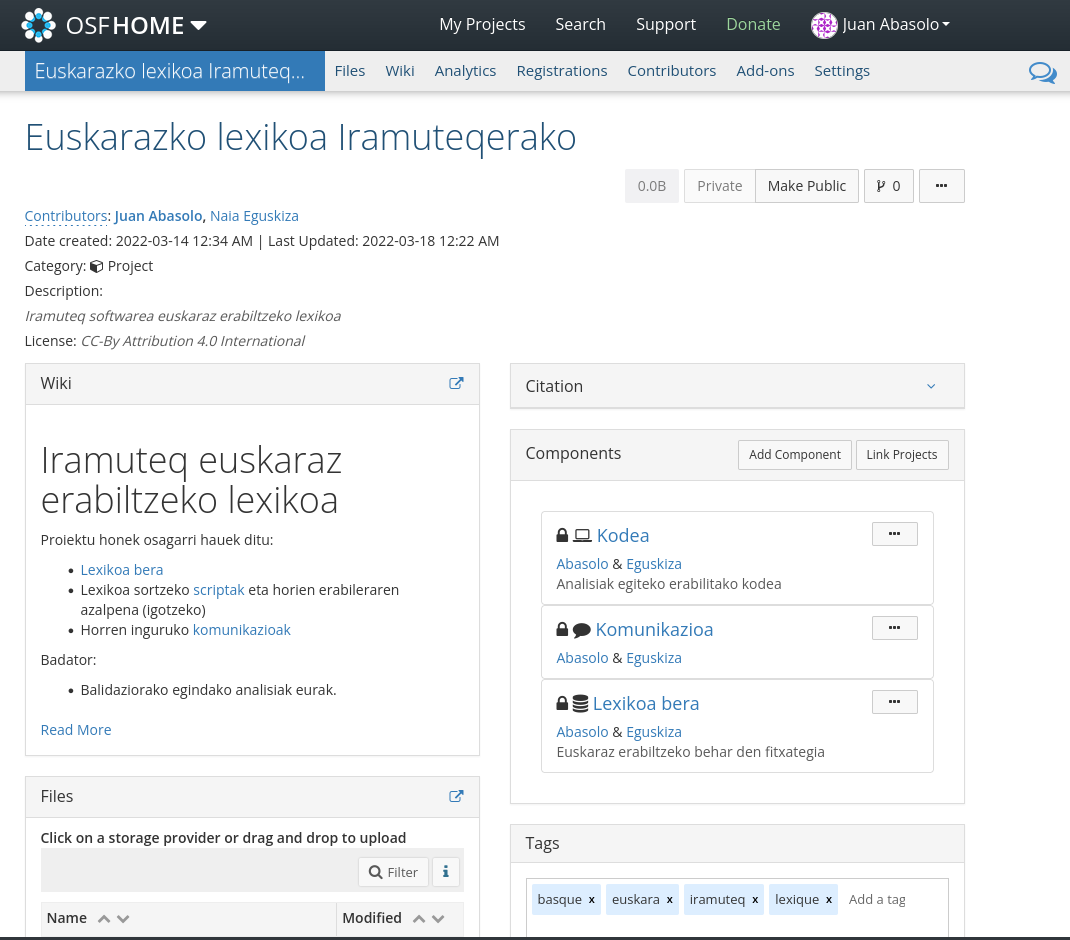 OSFHOME
My Projects Search Support Donate Juan Abasolo
Euskarazko lexikoa Iramuteq... Files Wiki Analytics Registrations Contributors Add-ons Settings
Euskarazko lexikoa Iramuteqerako
0.0B Private Make Public 0 ...
Contributors: Juan Abasolo, Naia Eguskiza
Date created: 2022-03-14 12:34 AM | Last Updated: 2022-03-18 12:22 AM
Category: Project
Description:
Iramuteq softwarea euskaraz erabiltzeko lexikoa
License: CC-By Attribution 4.0 International
Wiki
Iramuteq euskaraz
erabiltzeko lexikoa
Proiektu honek osagarri hauek ditu:
• Lexikoa bera
• Lexikoa sortzeko scriptak eta horien erabileraren
azalpena (igotzeko)
• Horren inguruko komunikazioak
Badator:
• Balidaziorako egindako analisiak eurak.
Read More
Files
Click on a storage provider or drag and drop to upload
Filter i
Name Modified
Citation
Components Add Component Link Projects
Kodea ...
Abasolo & Eguskiza
Analisiak egiteko erabilitako kodea
Komunikazioa ...
Abasolo & Eguskiza
Lexikoa bera ...
Abasolo & Eguskiza
Euskaraz erabiltzeko behar den fitxategia
Tags
basque x euskara x iramuteq x lexique x Add a tag